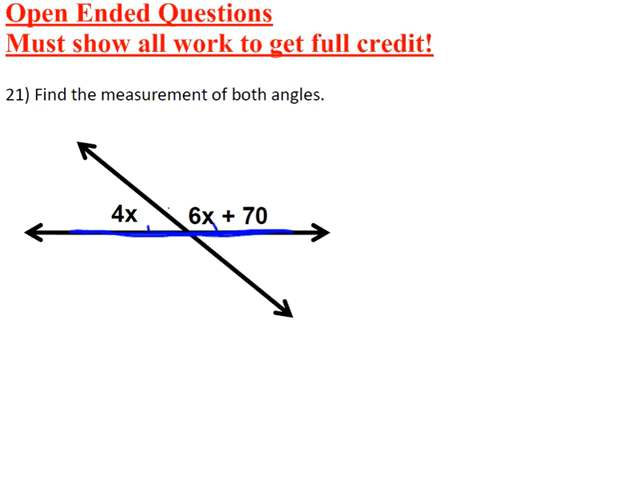 Open Ended Questions
Must show all work to get full credit!
21) Find the measurement of both angles.
4x
6x + 70